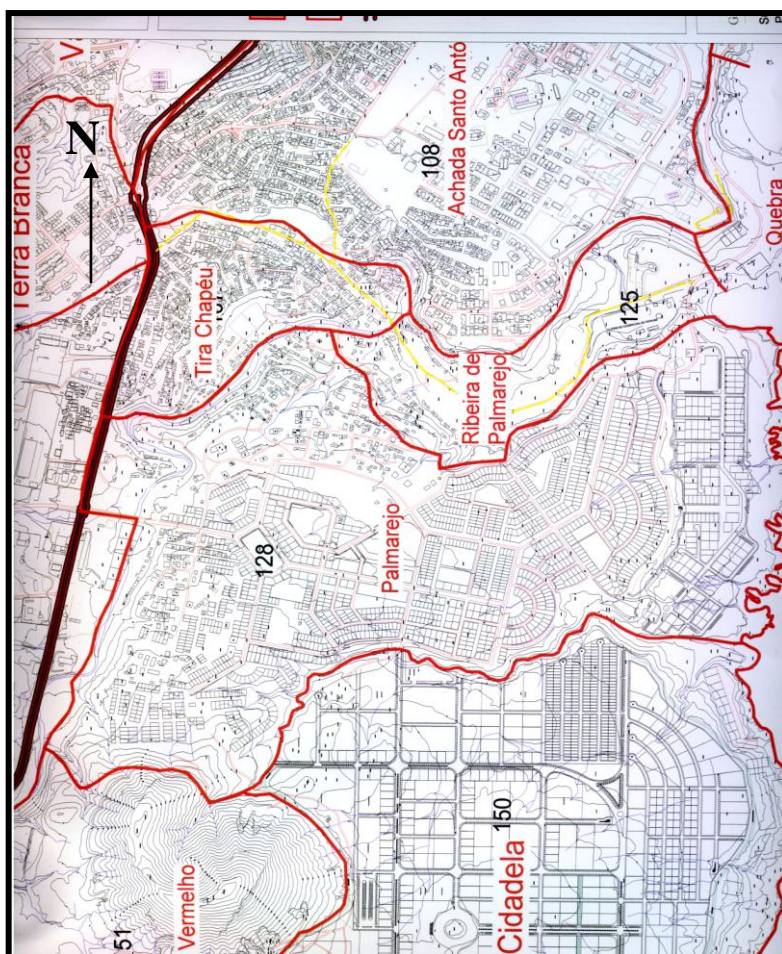 N
Terra Branca
108
Achada Santo Antó
Tira Chapéu
Quebra
125
Ribeira de
Palmarejo
128
Palmarejo
150
Cidadela
51
Vermelho